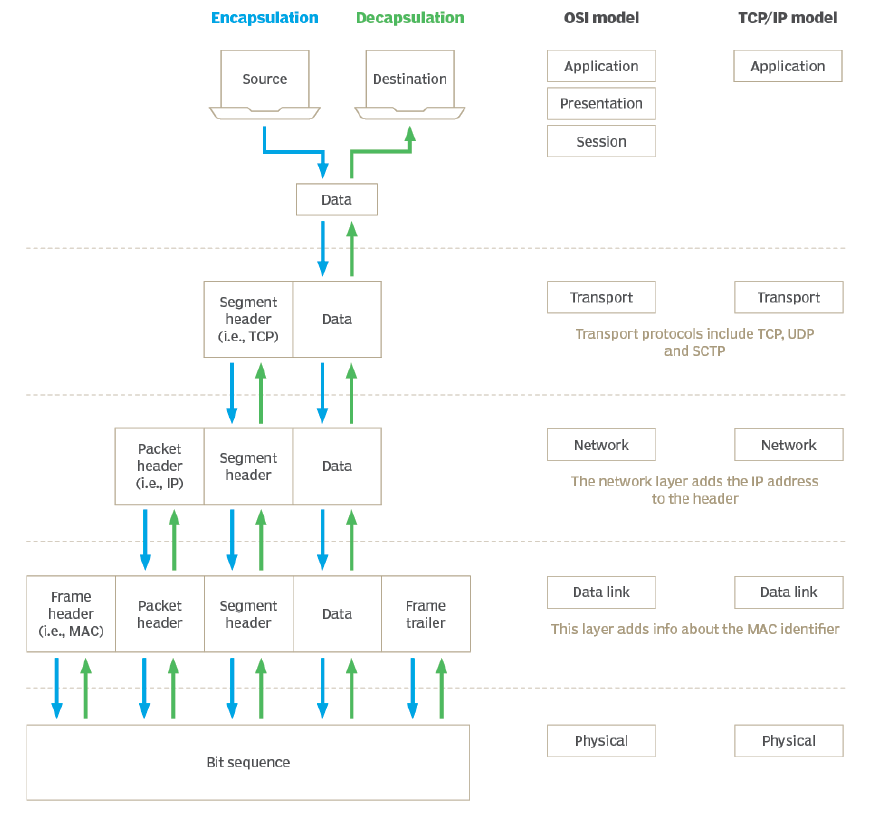 Encapsulation
Decapsulation
OSI model
TCP/IP model
Source
Destination
Application
Application
Presentation
Session
Data
Segment
header
(i.e., TCP)
Data
Transport
Transport
Transport protocols include TCP, UDP
and SCTP
Packet
header
(i.e., IP)
Segment
header
Data
Network
Network
The network layer adds the IP address
to the header
Frame
header
(i.e., MAC)
Packet
header
Segment
header
Data
Frame
trailer
Data link
Data link
This layer adds info about the MAC identifier
Bit sequence
Physical
Physical